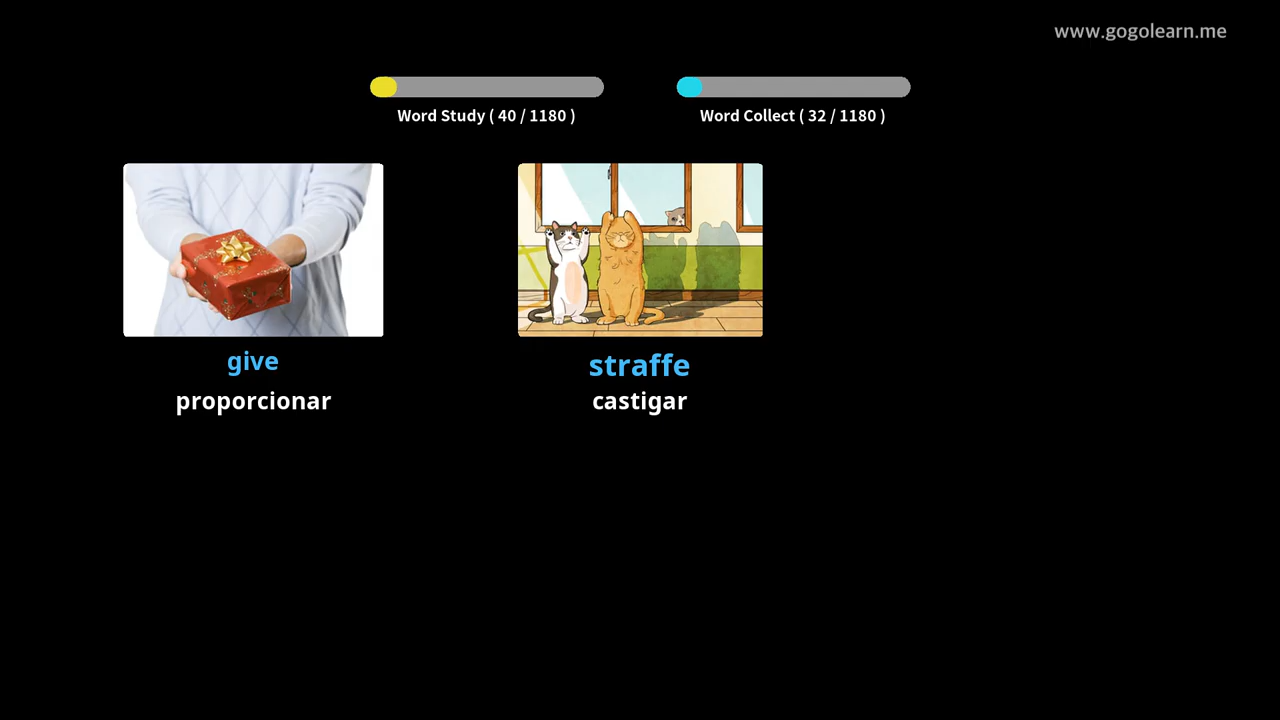 www.gogolearn.me
Word Study ( 40 / 1180 )
Word Collect ( 32 / 1180 )
give
proporcionar
straffe
castigar